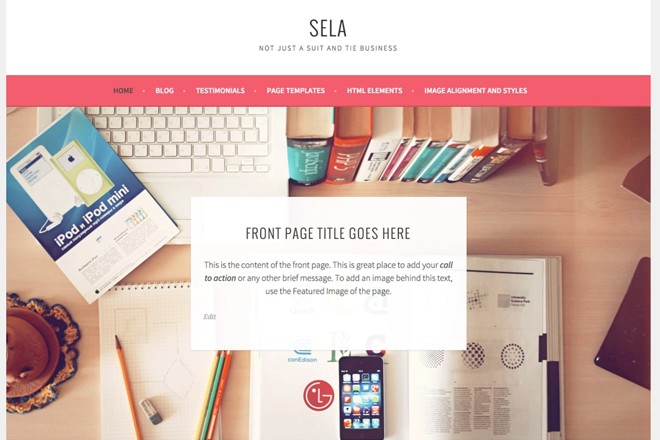 SELA
NOT JUST A SUIT AND TIE BUSINESS
HOME • BLOG • TESTIMONIALS • PAGE TEMPLATES • HTML ELEMENTS • IMAGE ALIGNMENT AND STYLES
iPod и iPod mini
FRONT PAGE TITLE GOES HERE
This is the content of the front page. This is great place to add your call
to action or any other brief message. To add an image behind this text,
use the Featured Image of the page.
Edit
conEdison
LG